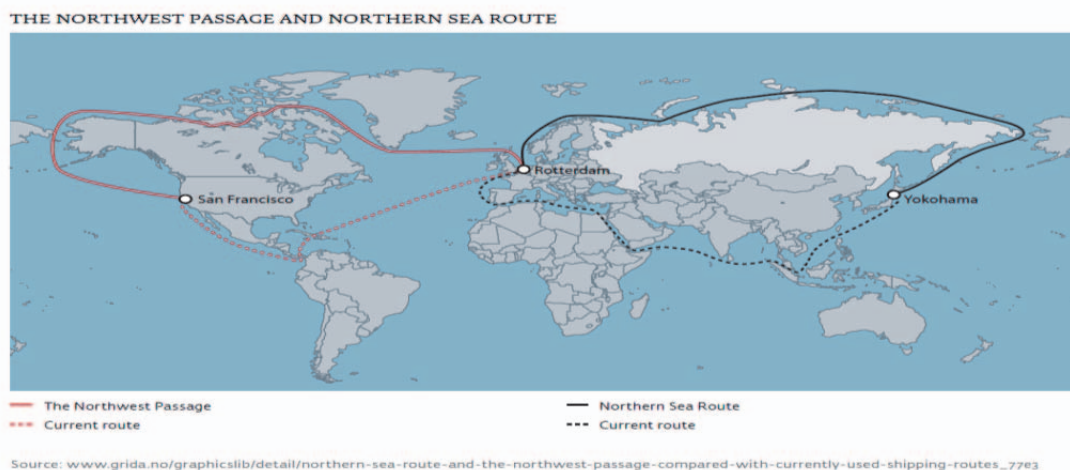 THE NORTHWEST PASSAGE AND NORTHERN SEA ROUTE
San Francisco
Rotterdam
Yokohama
The Northwest Passage
Northern Sea Route
Current route
Current route
Source: www.grida.no/graphicslib/detail/northern-sea-route-and-the-northwest-passage-compared-with-currently-used-shipping-routes_77e3